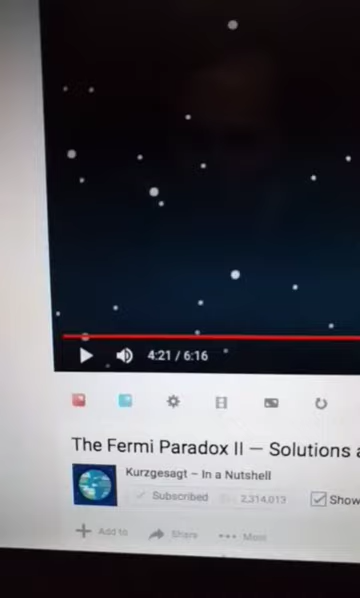 4:21 / 6:16
The Fermi Paradox II — Solutions a
Kurzgesagt – In a Nutshell
Subscribed 2,314,013 Show
Add to Share More